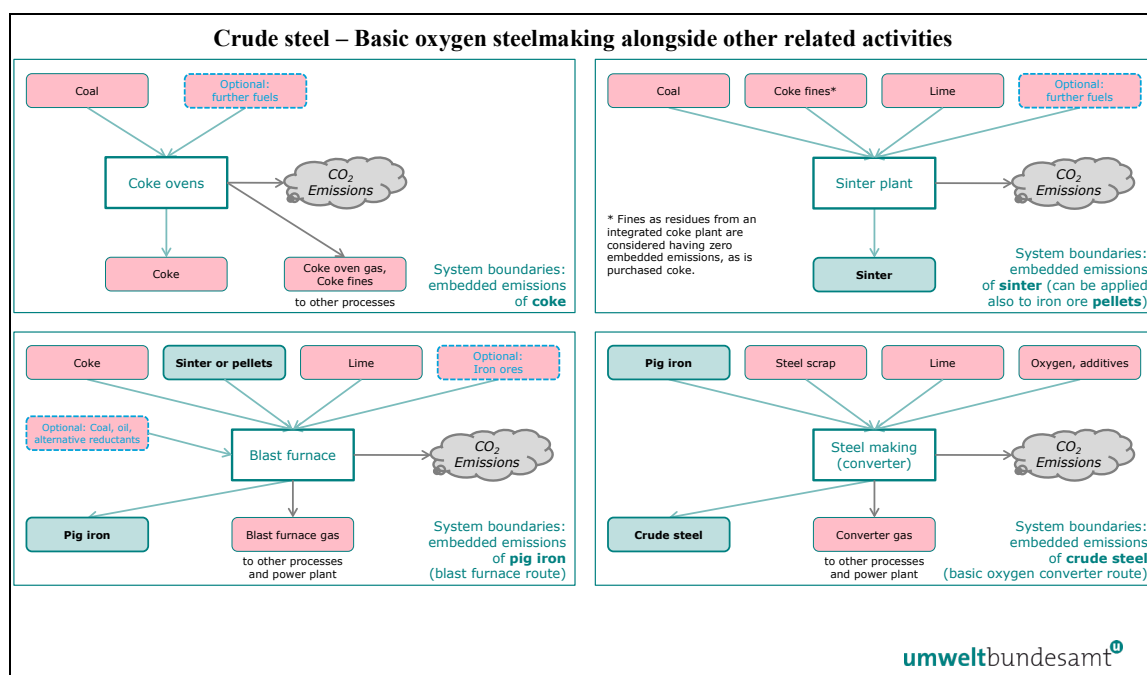 Crude steel – Basic oxygen steelmaking alongside other related activities
Coal
Optional:
further fuels
Coke ovens
CO2
Emissions
Coke
Coke oven gas,
Coke fines
to other processes
System boundaries:
embedded emissions
of coke
Coal
Coke fines*
Lime
Optional:
further fuels
Sinter plant
CO2
Emissions
* Fines as residues from an
integrated coke plant are
considered having zero
embedded emissions, as is
purchased coke.
Sinter
System boundaries:
embedded emissions
of sinter (can be applied
also to iron ore pellets)
Coke
Sinter or pellets
Lime
Optional:
Iron ores
Optional: Coal, oil,
alternative reductants
Blast furnace
CO2
Emissions
Pig iron
Blast furnace gas
to other processes
and power plant
System boundaries:
embedded emissions
of pig iron
(blast furnace route)
Pig iron
Steel scrap
Lime
Oxygen, additives
Steel making
(converter)
CO2
Emissions
Crude steel
Converter gas
to other processes
and power plant
System boundaries:
embedded emissions
of crude steel
(basic oxygen converter route)
umweltbundesamt u